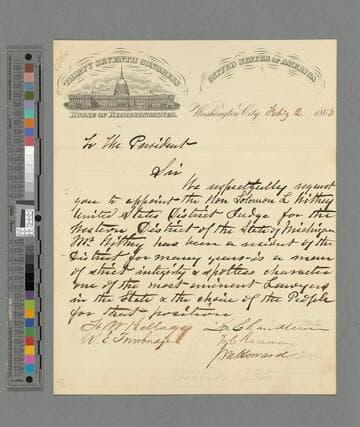 THIRTY SEVENTH CONGRESS
UNITED STATES OF AMERICA
HOUSE OF REPRESENTATIVES.
Washington City, Feby 2 1863
To the President
Sir
We respectfully request
you to appoint the Hon Solomon L Withey
United States District Judge for the
Western District of the State of Michigan
Mr Withey has been a resident of the
District for many years is a man
of strict integrity & spotless character
one of the most eminent Lawyers
in the State & the choice of the People
for that position
F. W. Kellogg
Z Chandler
R. E. Trowbridge
F. C. Beaman
J M Howard